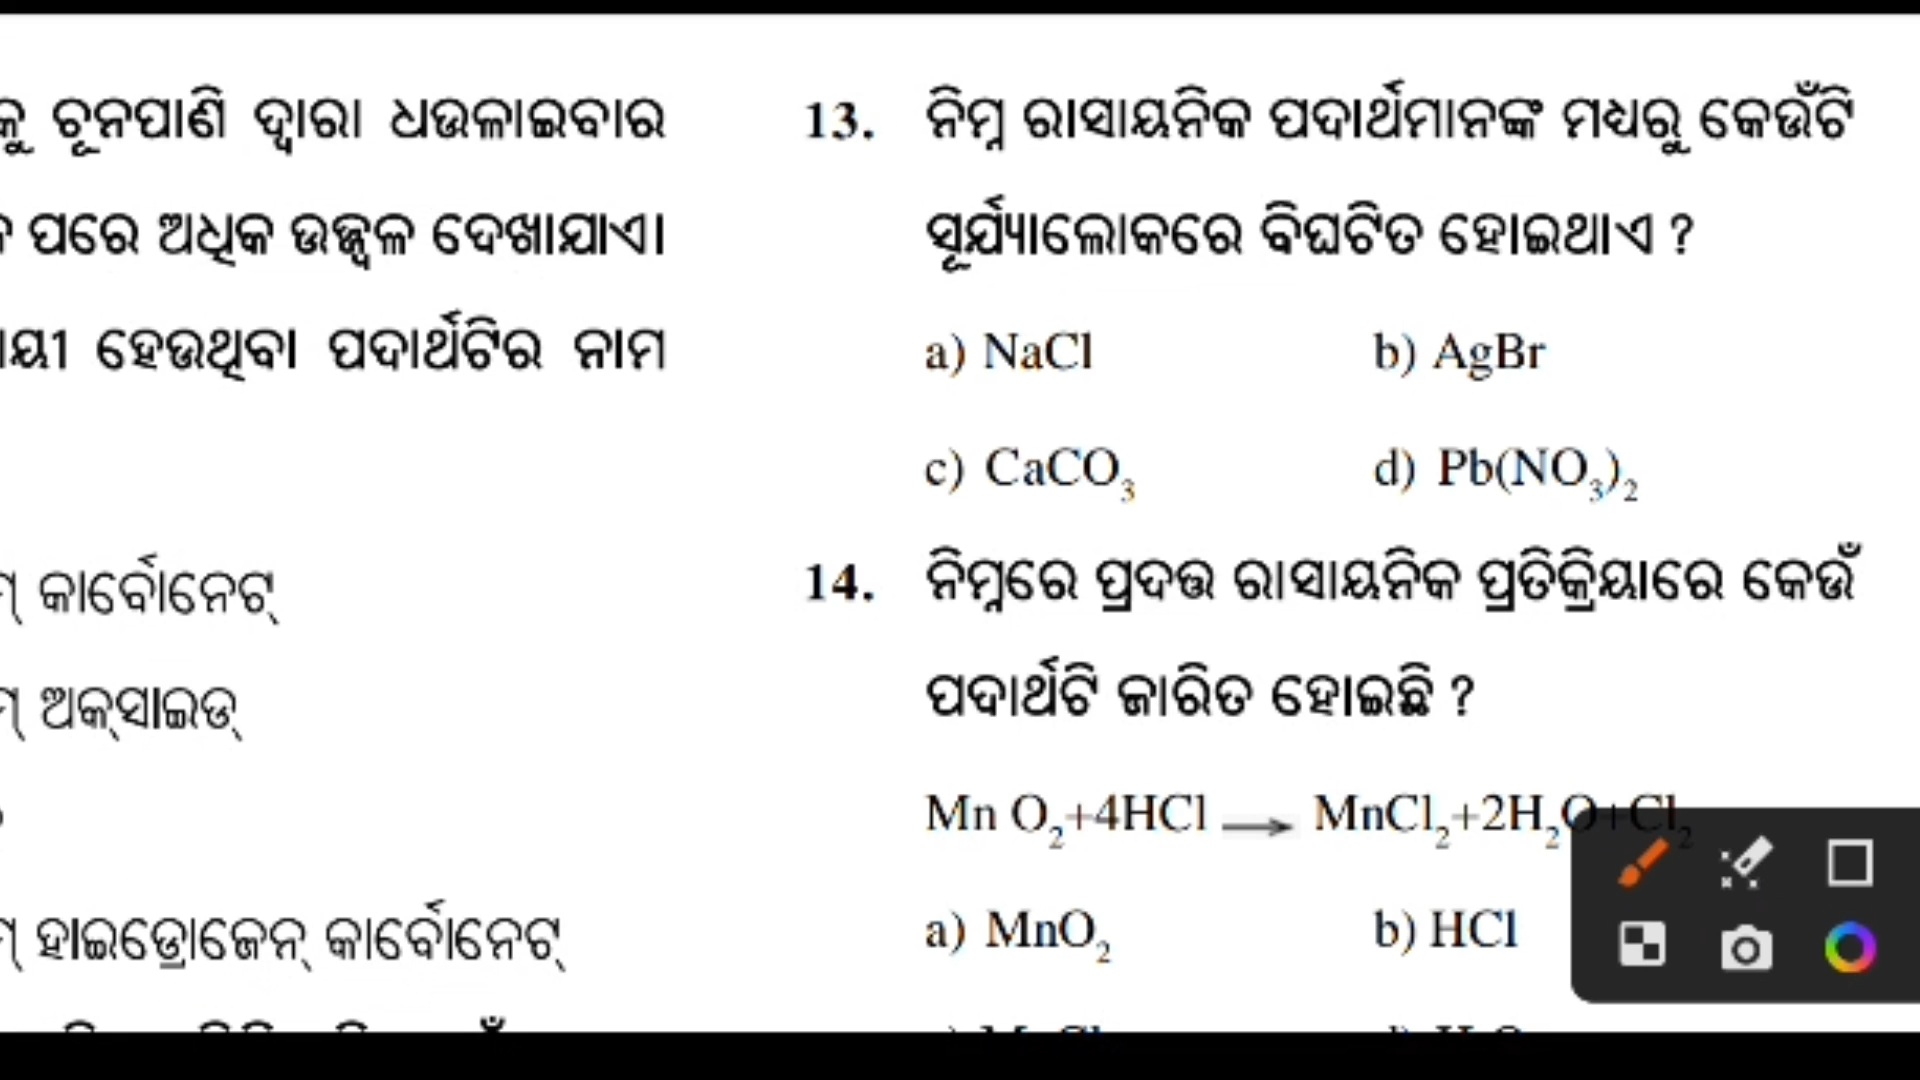 ଚୂନପାଣି ଦ୍ୱାରା ଧଉଳାଇବାର
ପରେ ଅଧିକ ଉଜ୍ଜ୍ୱଳ ଦେଖାଯାଏ।
ହେଉଥିବା ପଦାର୍ଥଟିର ନାମ
କାର୍ବୋନେଟ୍
ଅକ୍‌ସାଇଡ୍
ହାଇଡ୍ରୋଜେନ୍ କାର୍ବୋନେଟ୍
13. ନିମ୍ନ ରାସାୟନିକ ପଦାର୍ଥମାନଙ୍କ ମଧ୍ୟରୁ କେଉଁଟି
ସୂର୍ଯ୍ୟାଲୋକରେ ବିଘଟିତ ହୋଇଥାଏ ?
a) NaCl b) AgBr
c) CaCO₃ d) Pb(NO₃)₂
14. ନିମ୍ନରେ ପ୍ରଦତ୍ତ ରାସାୟନିକ ପ୍ରତିକ୍ରିୟାରେ କେଉଁ
ପଦାର୍ଥଟି ଜାରିତ ହୋଇଛି ?
Mn O₂+4HCl ⟶ MnCl₂+2H₂O+Cl₂
a) MnO₂ b) HCl